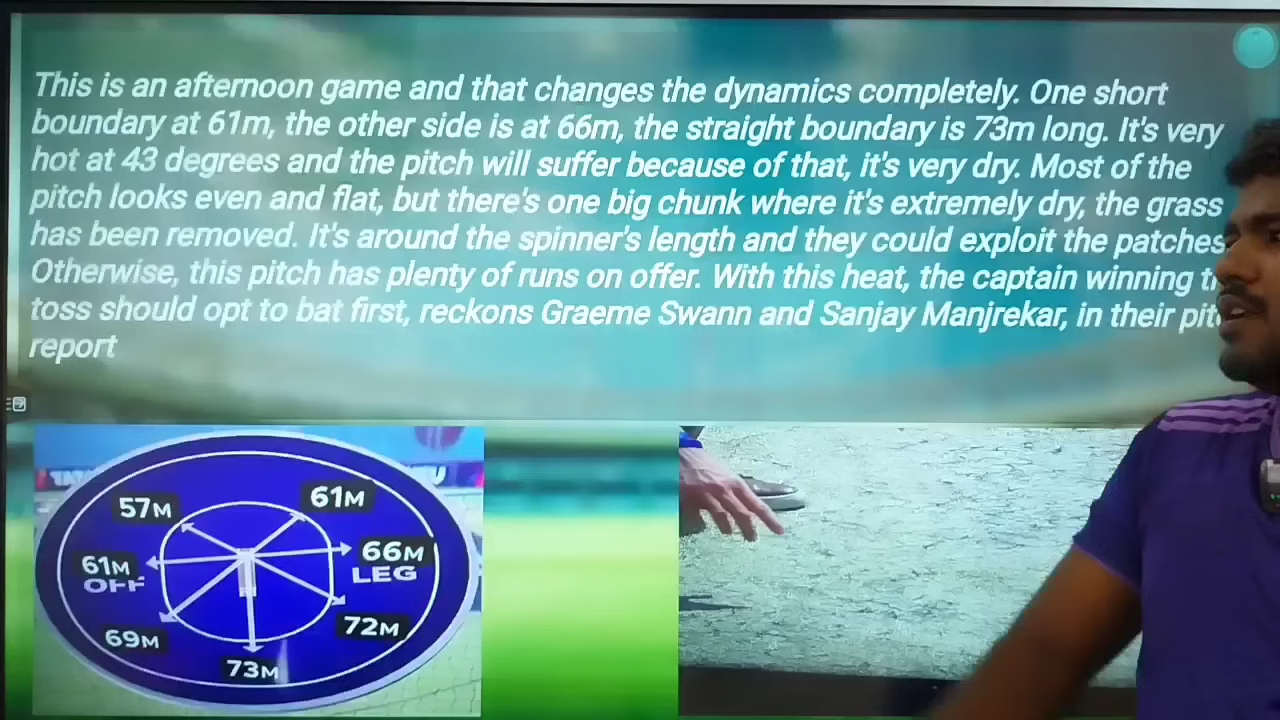 This is an afternoon game and that changes the dynamics completely. One short
boundary at 61m, the other side is at 66m, the straight boundary is 73m long. It's very
hot at 43 degrees and the pitch will suffer because of that, it's very dry. Most of the
pitch looks even and flat, but there's one big chunk where it's extremely dry, the grass
has been removed. It's around the spinner's length and they could exploit the patches
Otherwise, this pitch has plenty of runs on offer. With this heat, the captain winning
toss should opt to bat first, reckons Graeme Swann and Sanjay Manjrekar, in their
report
57M
61M
61M
OFF
66M
LEG
69M
72M
73M